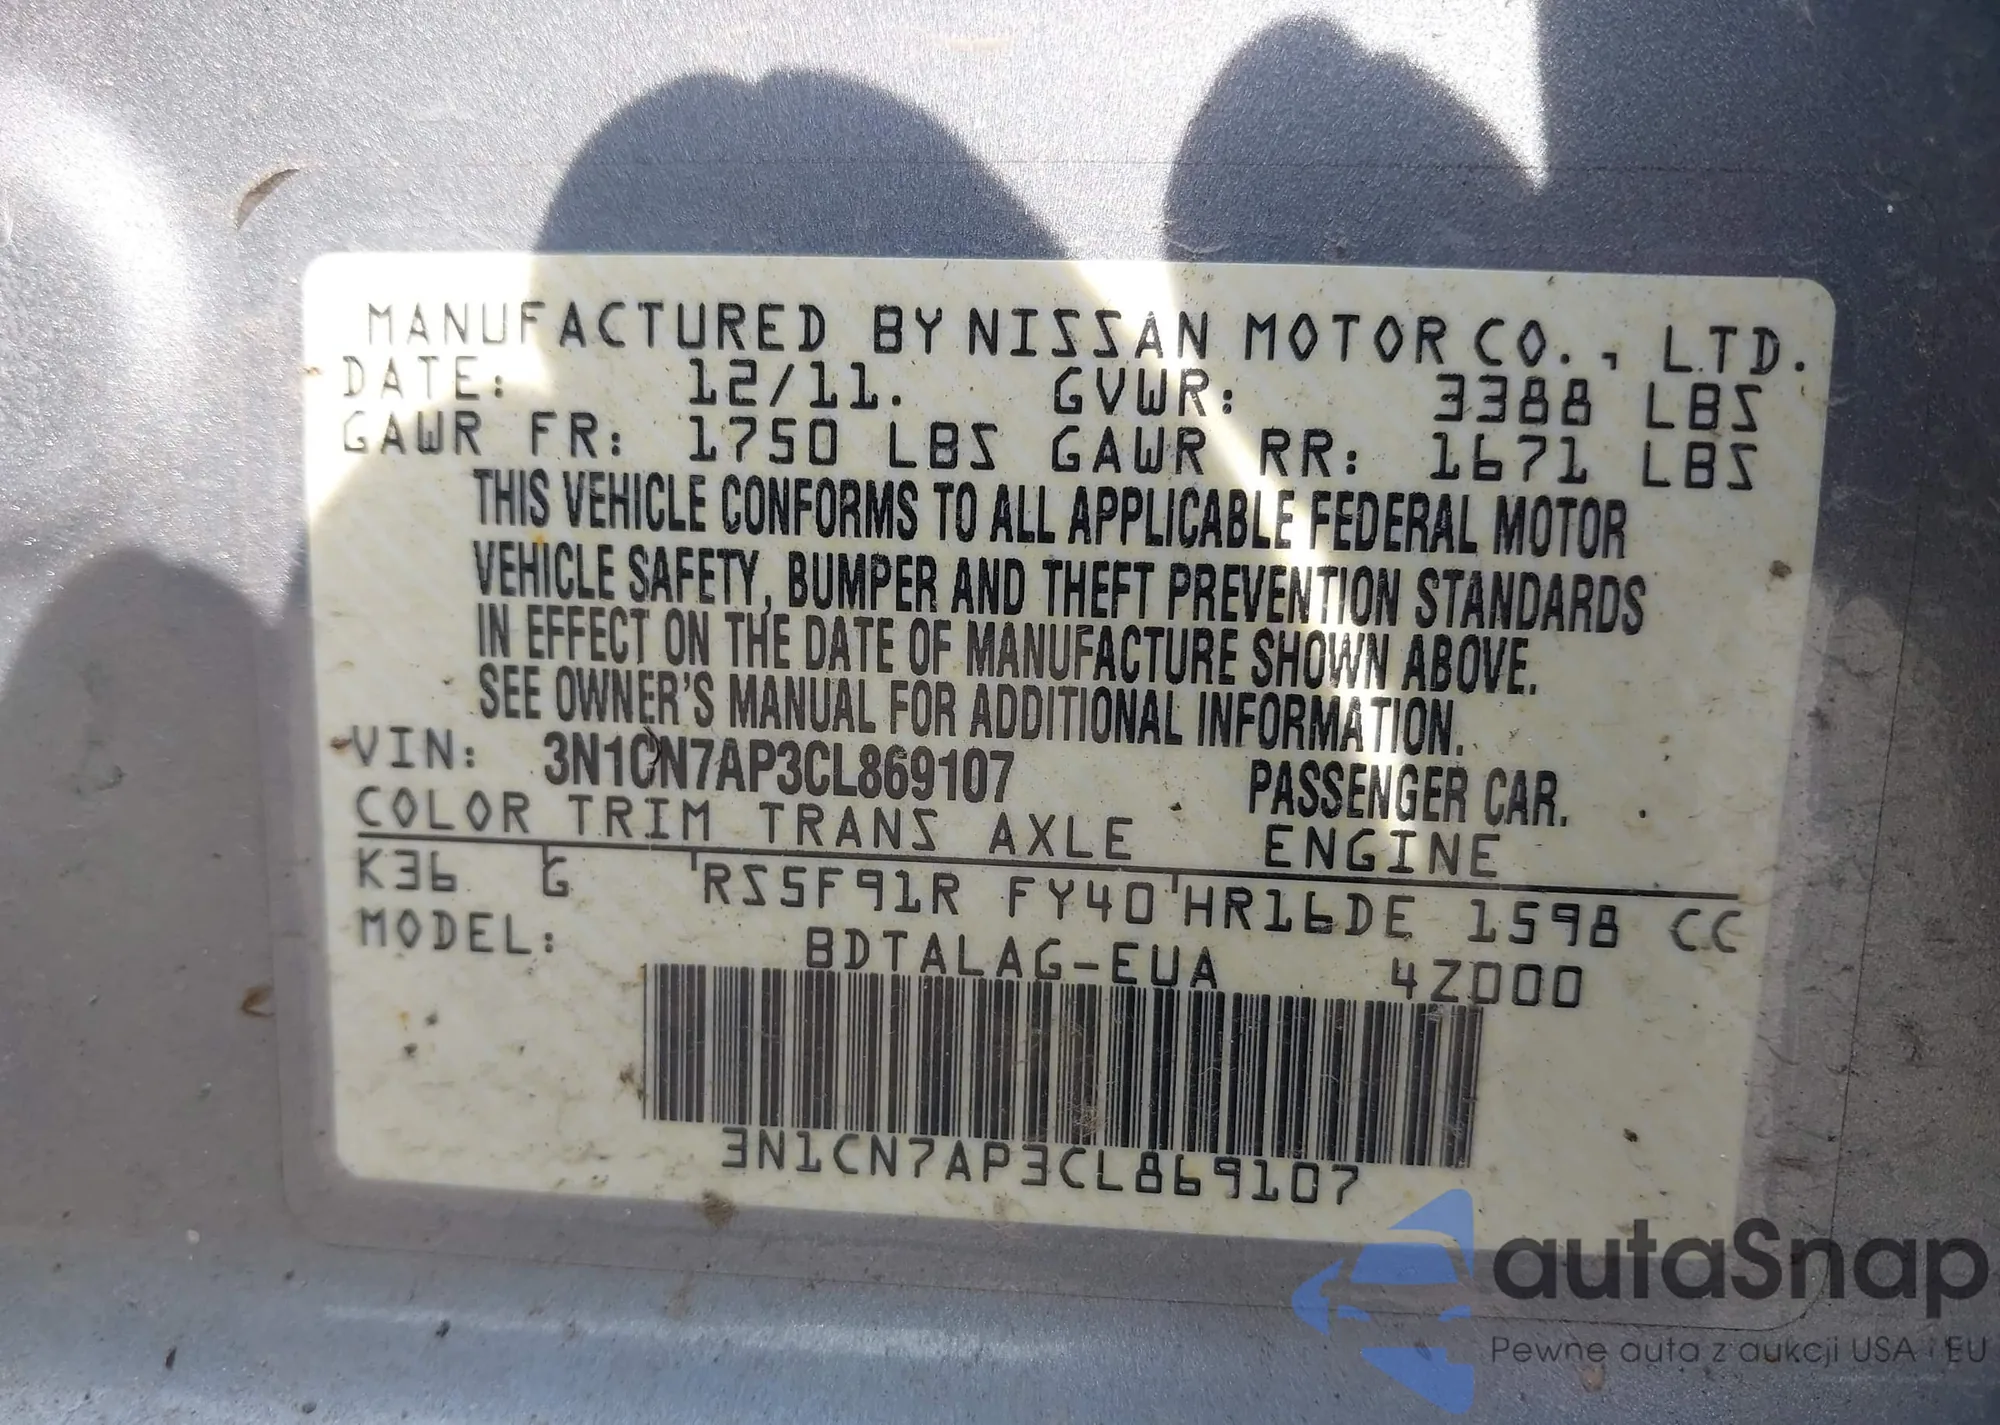 MANUFACTURED BY NISSAN MOTOR CO., LTD.
DATE: 12/11. GVWR: 3388 LBS
GAWR FR: 1750 LBS GAWR RR: 1671 LBS
THIS VEHICLE CONFORMS TO ALL APPLICABLE FEDERAL MOTOR
VEHICLE SAFETY, BUMPER AND THEFT PREVENTION STANDARDS
IN EFFECT ON THE DATE OF MANUFACTURE SHOWN ABOVE.
SEE OWNER'S MANUAL FOR ADDITIONAL INFORMATION.
VIN: 3N1CN7AP3CL869107 PASSENGER CAR.
COLOR TRIM TRANS AXLE ENGINE
K36 G RS5F91R FY40 HR16DE 1598 CC
MODEL: BDTALAG-EUA 4Z000
3N1CN7AP3CL869107
autaSnap
Pewne auta z aukcji USA i EU